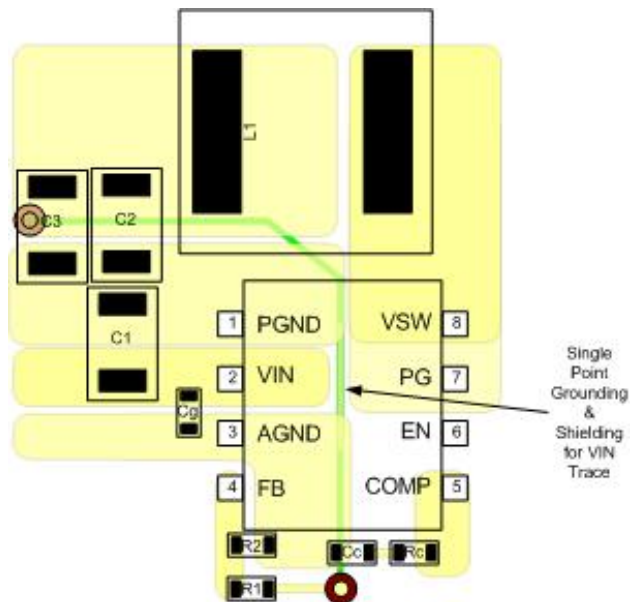 L1
C3
C2
C1
1 PGND VSW 8
2 VIN PG 7
Cg
3 AGND EN 6
4 FB COMP 5
R2
Cc
Rc
R1
Single
Point
Grounding
&
Shielding
for VIN
Trace